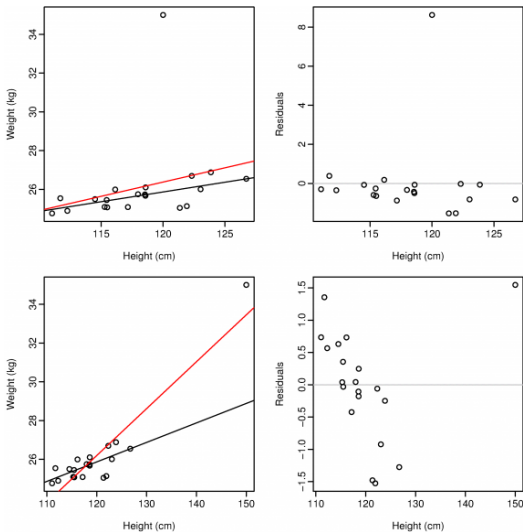 Weight (kg)
26 28 30 32 34
115 120 125
Height (cm)
Residuals
0 2 4 6 8
115 120 125
Height (cm)
Weight (kg)
26 28 30 32 34
110 120 130 140 150
Height (cm)
Residuals
-1.5 -1.0 -0.5 0.0 0.5 1.0 1.5
110 120 130 140 150
Height (cm)